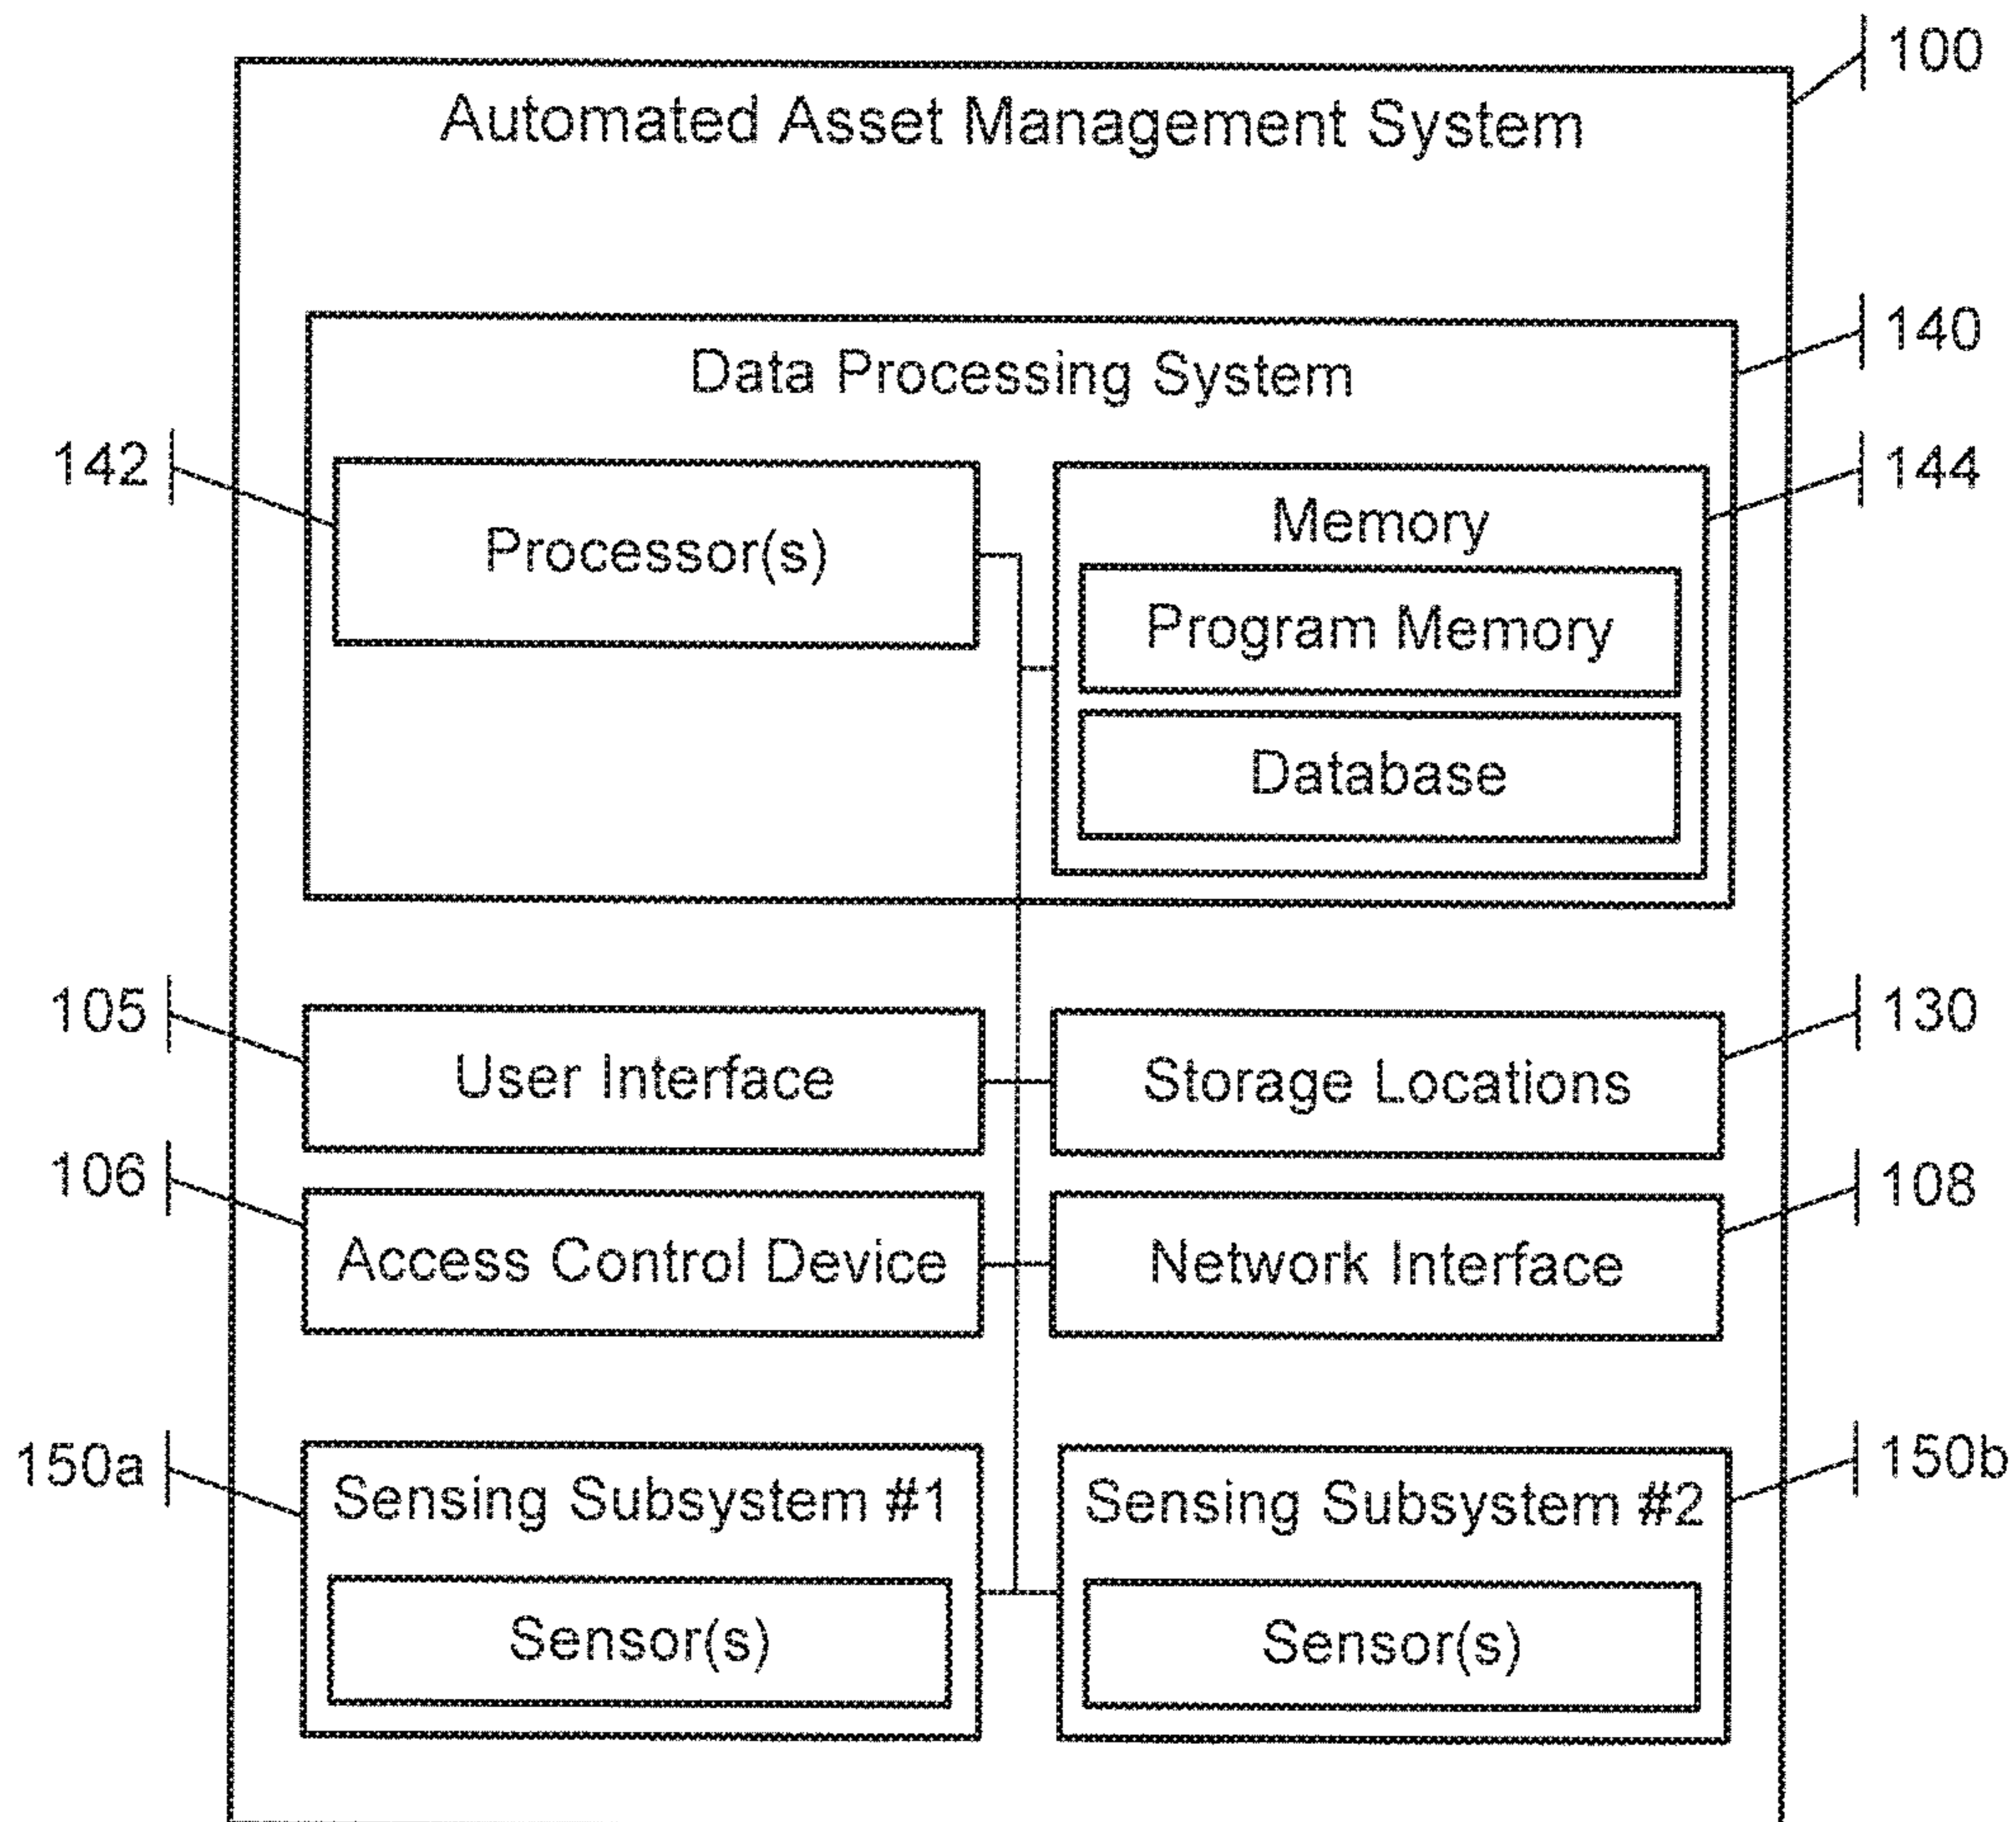 100
Automated Asset Management System
140
Data Processing System
142
144
Processor(s)
Memory
Program Memory
Database
105
130
User Interface
Storage Locations
106
108
Access Control Device
Network Interface
150a
150b
Sensing Subsystem #1
Sensing Subsystem #2
Sensor(s)
Sensor(s)